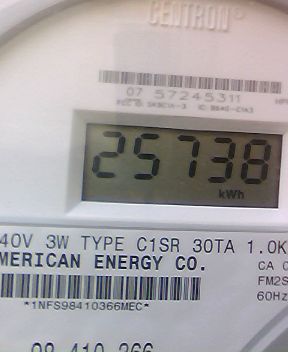 CENTRON®
07 57245311
25738
kWh
40V 3W TYPE C1SR 30TA 1.0K
MERICAN ENERGY CO.
CA 0
FM2S
60Hz
*1NFS98410366MEC*
98 410 366